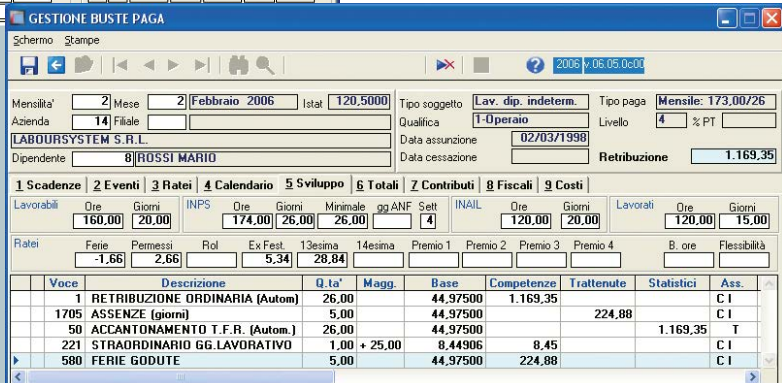 GESTIONE BUSTE PAGA
Schermo Stampe
2006 v.06.05.0c00
Mensilita' 2 Mese 2 Febbraio 2006 Istat 120,5000 Tipo soggetto Lav. dip. indeterm. Tipo paga Mensile: 173,00/26
Azienda 14 Filiale Qualifica 1-Operaio Livello 4 % PT
LABOURSYSTEM S.R.L. Data assunzione 02/03/1998
Dipendente 8 ROSSI MARIO Data cessazione Retribuzione 1.169,35
1 Scadenze 2 Eventi 3 Ratei 4 Calendario 5 Sviluppo 6 Totali 7 Contributi 8 Fiscali 9 Costi
Lavorabili Ore Giorni INPS Ore Giorni Minimale gg ANF Sett INAIL Ore Giorni Lavorati Ore Giorni
160,00 20,00 174,00 26,00 26,00 4 120,00 20,00 120,00 15,00
Ratei Ferie Permessi Rol Ex Fest. 13esima 14esima Premio 1 Premio 2 Premio 3 Premio 4 B. ore Flessibilità
-1,66 2,66 5,34 28,84
Voce Descrizione Q.ta' Magg. Base Competenze Trattenute Statistici Ass.
1 RETRIBUZIONE ORDINARIA (Autom) 26,00 44,97500 1.169,35 C I
1705 ASSENZE (giorni) 5,00 44,97500 224,88 C I
50 ACCANTONAMENTO T.F.R. (Autom.) 26,00 44,97500 1.169,35 T
221 STRAORDINARIO GG.LAVORATIVO 1,00 + 25,00 8,44906 8,45 C I
580 FERIE GODUTE 5,00 44,97500 224,88 C I